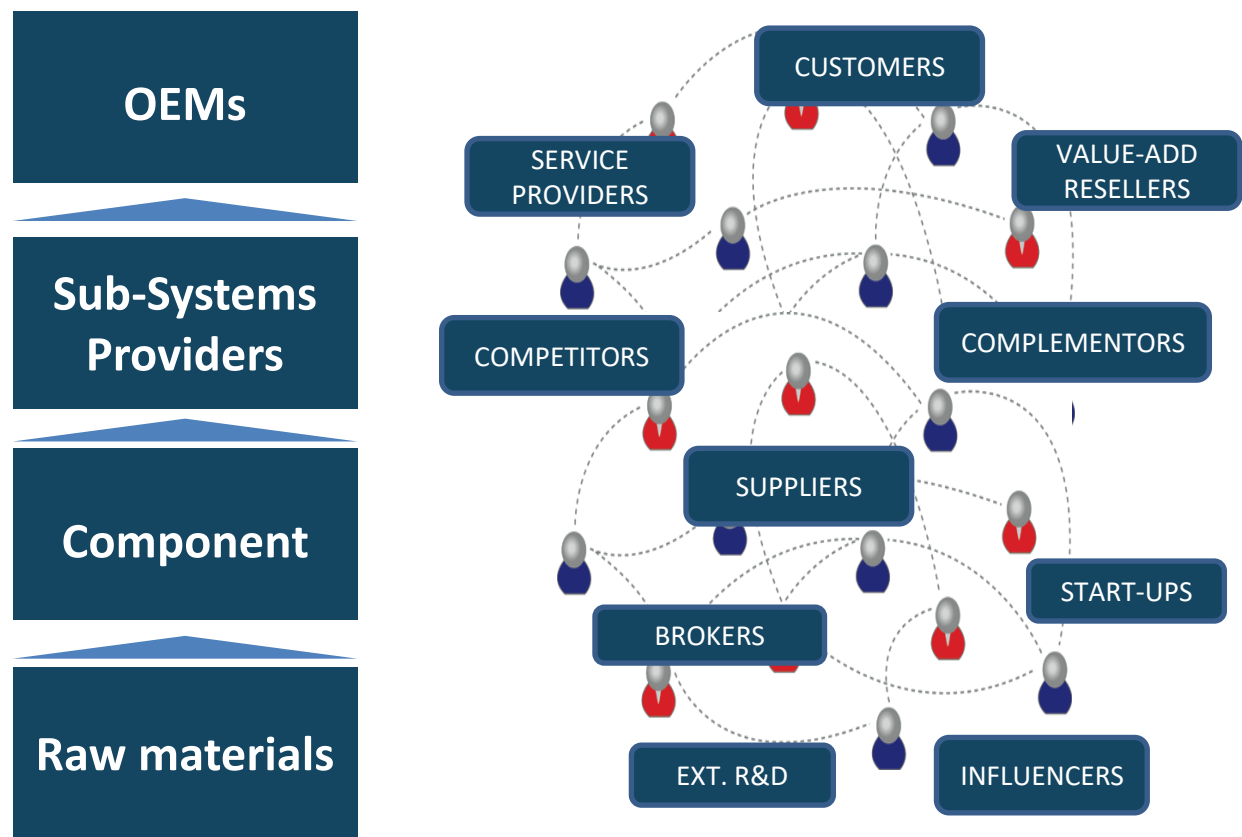 OEMs
Sub-Systems
Providers
Component
Raw materials
CUSTOMERS
SERVICE
PROVIDERS
VALUE-ADD
RESELLERS
COMPETITORS
COMPLEMENTORS
SUPPLIERS
START-UPS
BROKERS
EXT. R&D
INFLUENCERS